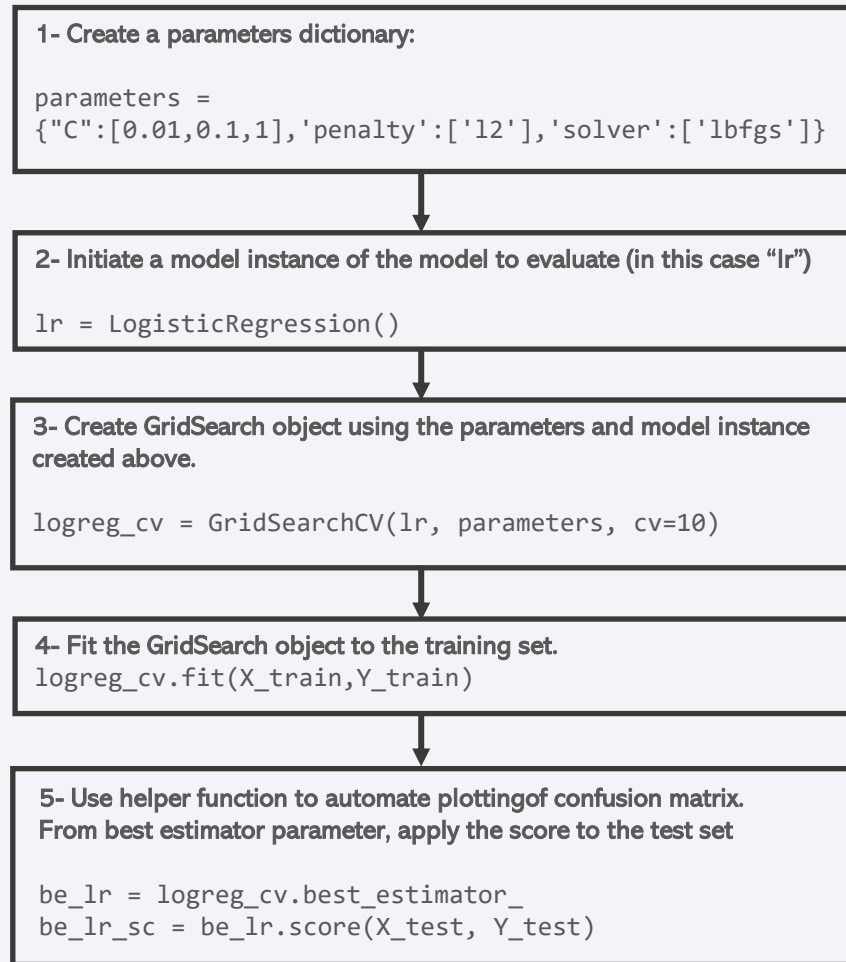 1- Create a parameters dictionary:
parameters =
{"C":[0.01,0.1,1],'penalty':['l2'],'solver':['lbfgs']}
2- Initiate a model instance of the model to evaluate (in this case “lr”)
lr = LogisticRegression()
3- Create GridSearch object using the parameters and model instance
created above.
logreg_cv = GridSearchCV(lr, parameters, cv=10)
4- Fit the GridSearch object to the training set.
logreg_cv.fit(X_train,Y_train)
5- Use helper function to automate plottingof confusion matrix.
From best estimator parameter, apply the score to the test set
be_lr = logreg_cv.best_estimator_
be_lr_sc = be_lr.score(X_test, Y_test)